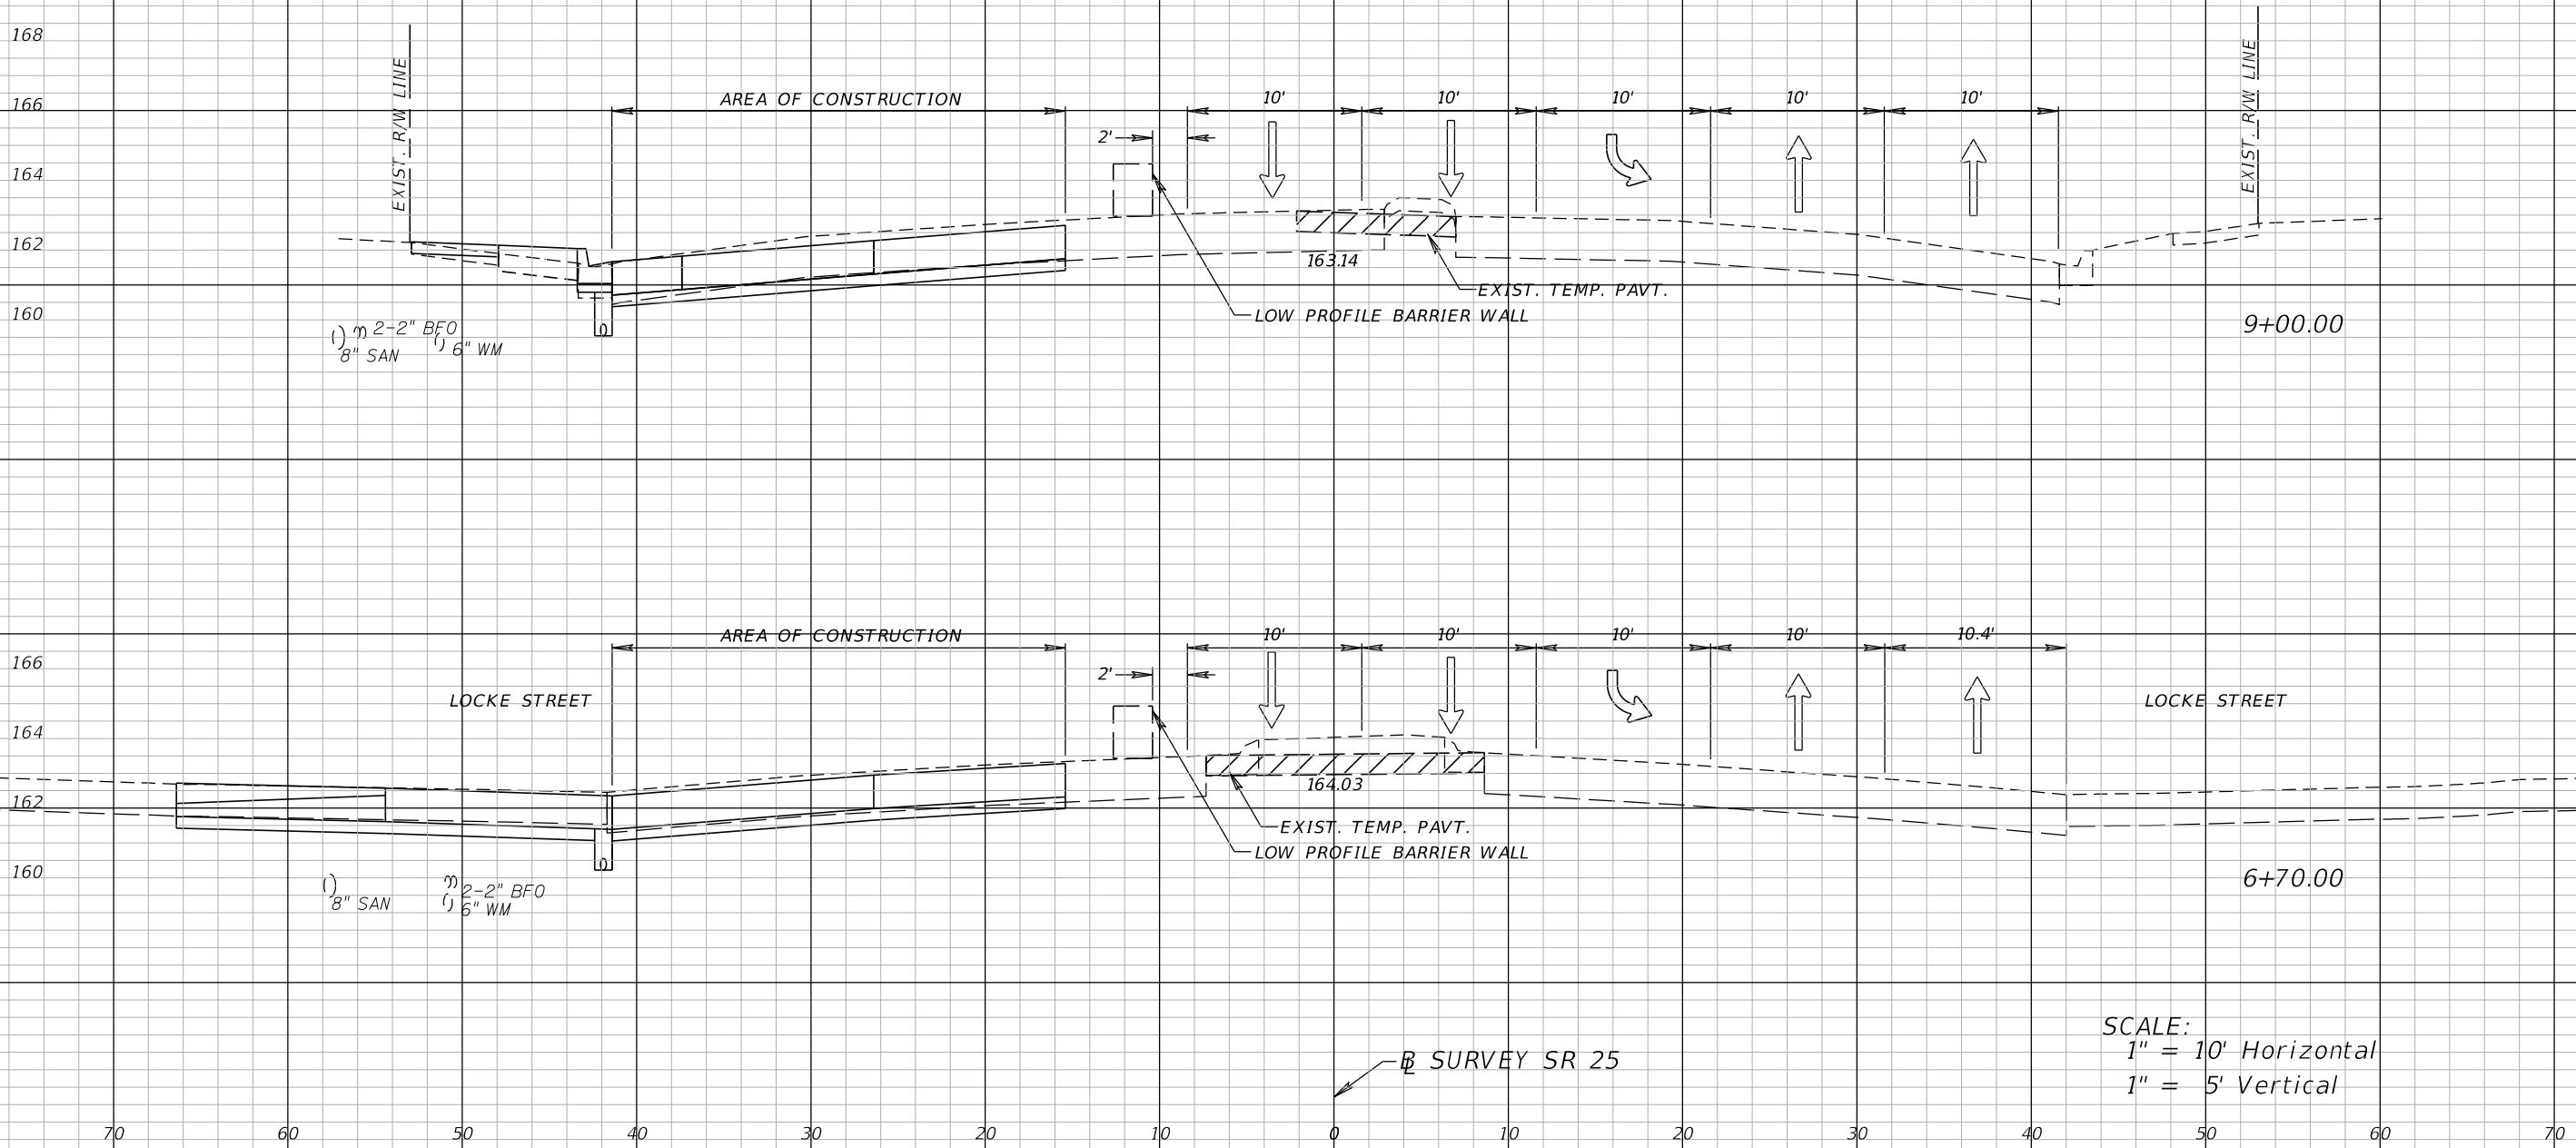 168
166
164
162
160
EXIST. R/W LINE
AREA OF CONSTRUCTION
2'
10'
10'
10'
10'
10'
EXIST. R/W LINE
163.14
EXIST. TEMP. PAVT.
LOW PROFILE BARRIER WALL
2-2" BFO
8" SAN
6" WM
9+00.00
166
164
162
160
AREA OF CONSTRUCTION
10'
10'
10'
10'
10.4'
2'
LOCKE STREET
LOCKE STREET
164.03
EXIST. TEMP. PAVT.
LOW PROFILE BARRIER WALL
2-2" BFO
8" SAN
6" WM
6+70.00
BL SURVEY SR 25
SCALE:
1" = 10' Horizontal
1" = 5' Vertical
70 60 50 40 30 20 10 0 10 20 30 40 50 60 70